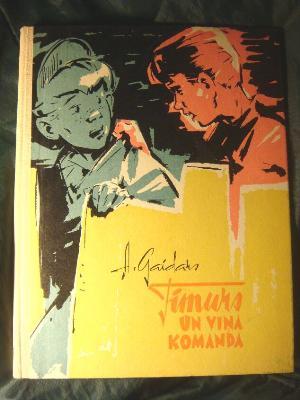 A. Gaidars
Timurs
UN VIŅA
KOMANDA